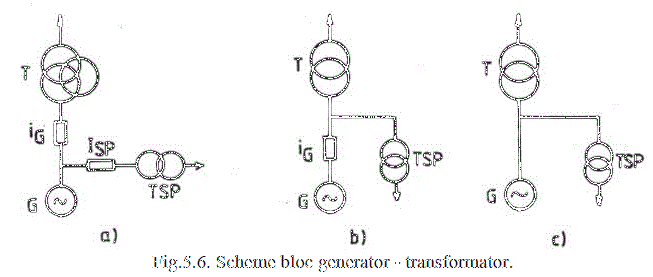 T
iG
ISP
TSP
G
a)
T
iG
TSP
G
b)
T
TSP
G
c)
Fig.5.6. Scheme bloc generator - transformator.